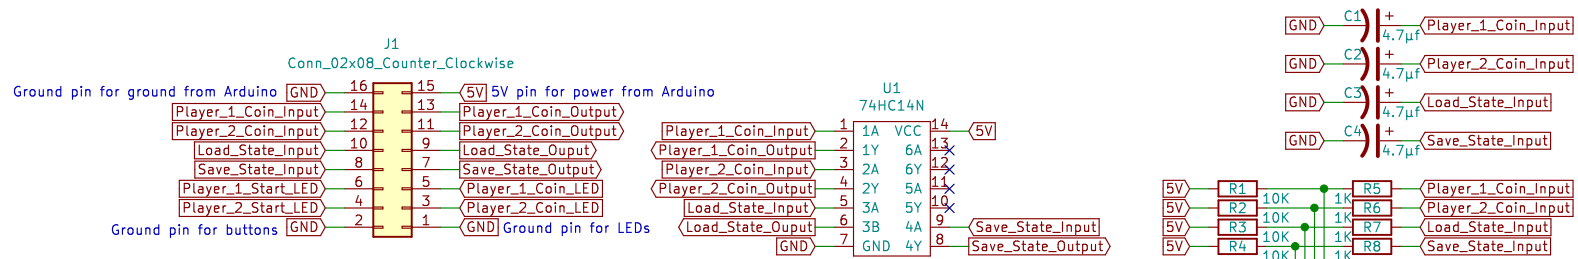 J1
Conn_02x08_Counter_Clockwise
Ground pin for ground from Arduino GND 16 15 5V 5V pin for power from Arduino
Player_1_Coin_Input 14 13 Player_1_Coin_Output
Player_2_Coin_Input 12 11 Player_2_Coin_Output
Load_State_Input 10 9 Load_State_Ouput
Save_State_Input 8 7 Save_State_Output
Player_1_Start_LED 6 5 Player_1_Coin_LED
Player_2_Start_LED 4 3 Player_2_Coin_LED
Ground pin for buttons GND 2 1 GND Ground pin for LEDs
U1
74HC14N
Player_1_Coin_Input 1 1A VCC 14 5V
Player_1_Coin_Output 2 1Y 6A 13
Player_2_Coin_Input 3 2A 6Y 12
Player_2_Coin_Output 4 2Y 5A 11
Load_State_Input 5 3A 5Y 10
Load_State_Ouput 6 3B 4A 9 Save_State_Input
GND 7 GND 4Y 8 Save_State_Output
GND C1 + 4.7µf Player_1_Coin_Input
GND C2 + 4.7µf Player_2_Coin_Input
GND C3 + 4.7µf Load_State_Input
GND C4 + 4.7µf Save_State_Input
5V R1 10K 1K R5 Player_1_Coin_Input
5V R2 10K 1K R6 Player_2_Coin_Input
5V R3 10K 1K R7 Load_State_Input
5V R4 10K 1K R8 Save_State_Input